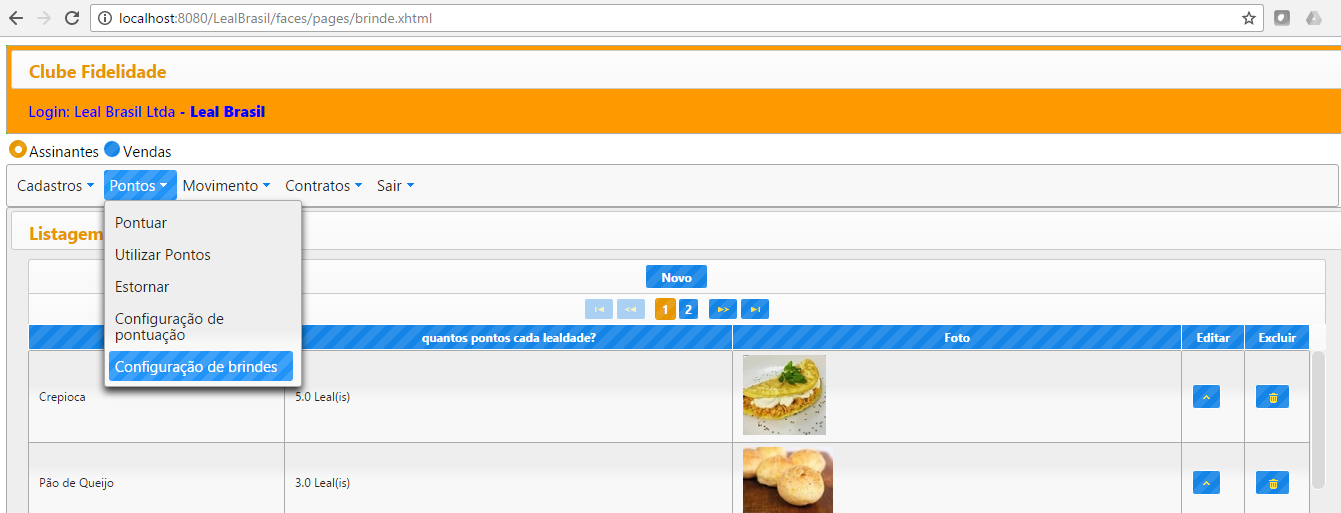 localhost:8080/LealBrasil/faces/pages/brinde.xhtml
Clube Fidelidade
Login: Leal Brasil Ltda - Leal Brasil
Assinantes Vendas
Cadastros Pontos Movimento Contratos Sair
Pontuar
Listagem
Utilizar Pontos
Novo
Estornar
1 2
Configuração de
pontuação
quantos pontos cada lealdade? Foto Editar Excluir
Configuração de brindes
Crepioca 5.0 Leal(is)
Pão de Queijo 3.0 Leal(is)